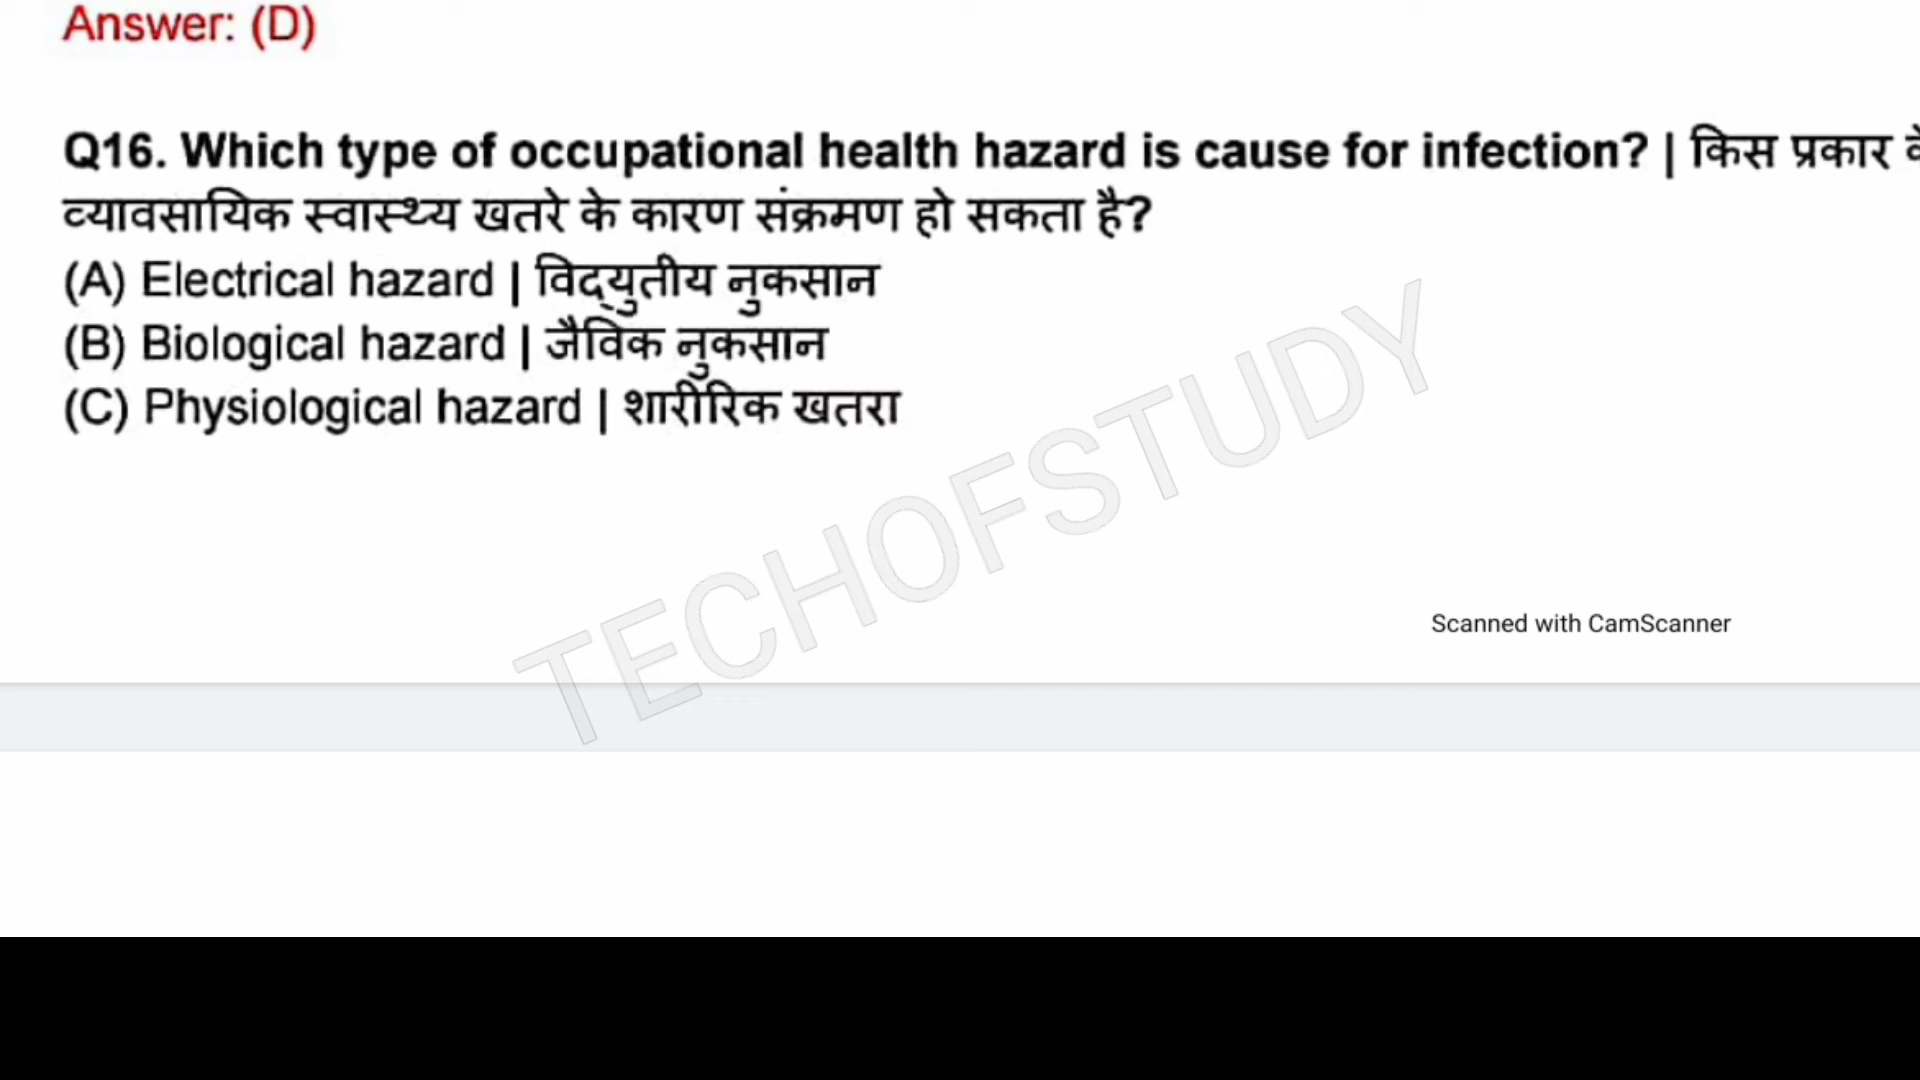 Answer: (D)
Q16. Which type of occupational health hazard is cause for infection? | किस प्रकार के
व्यावसायिक स्वास्थ्य खतरे के कारण संक्रमण हो सकता है?
(A) Electrical hazard | विद्युतीय नुकसान
(B) Biological hazard | जैविक नुकसान
(C) Physiological hazard | शारीरिक खतरा
TECHOFSTUDY
Scanned with CamScanner